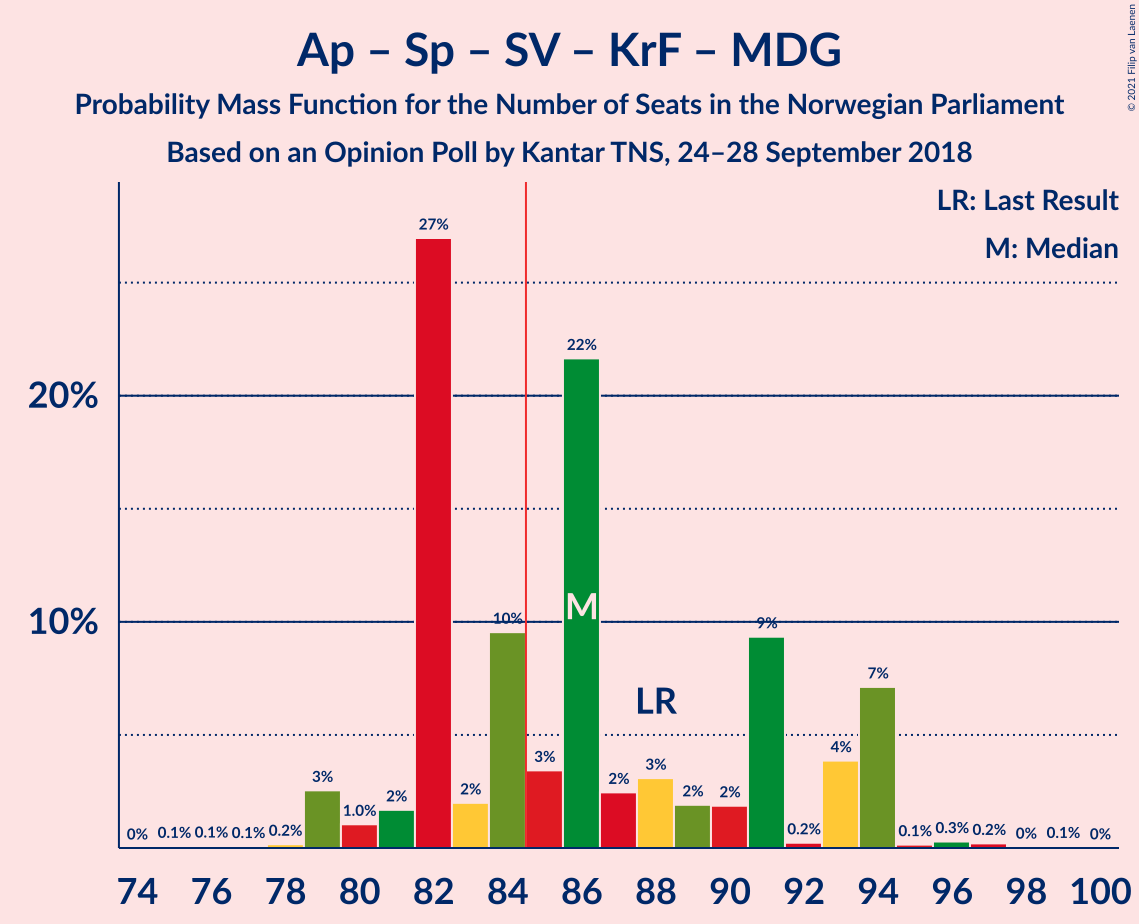 Ap – Sp – SV – KrF – MDG
Probability Mass Function for the Number of Seats in the Norwegian Parliament
Based on an Opinion Poll by Kantar TNS, 24–28 September 2018
© 2021 Filip van Laenen
LR: Last Result
M: Median
20%
10%
0% 0.1% 0.1% 0.1% 0.2% 3% 1.0% 2% 27% 2% 10% 3% 22% 2% 3% 2% 2% 9% 0.2% 4% 7% 0.1% 0.3% 0.2% 0% 0.1% 0%
M
LR
74 76 78 80 82 84 86 88 90 92 94 96 98 100